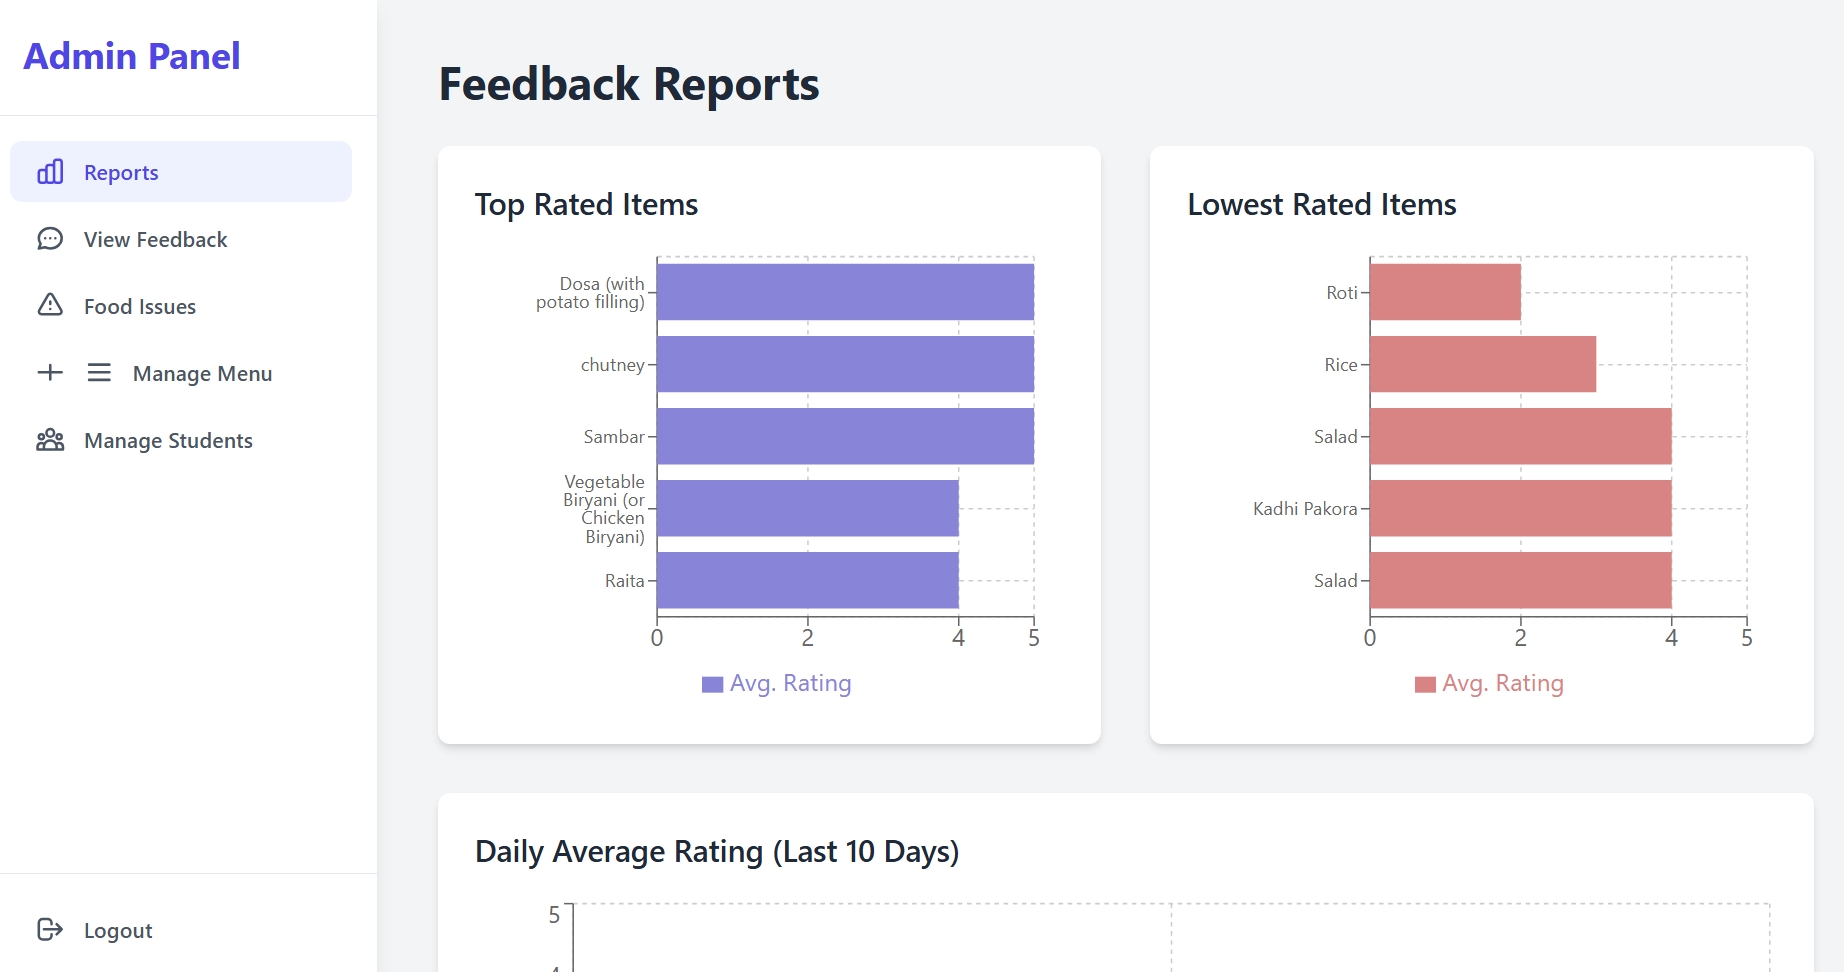 Admin Panel
Reports
View Feedback
Food Issues
Manage Menu
Manage Students
Logout
Feedback Reports
Top Rated Items
Dosa (with
potato filling)
chutney
Sambar
Vegetable
Biryani (or
Chicken
Biryani)
Raita
0 2 4 5
Avg. Rating
Lowest Rated Items
Roti
Rice
Salad
Kadhi Pakora
Salad
0 2 4 5
Avg. Rating
Daily Average Rating (Last 10 Days)
5
4